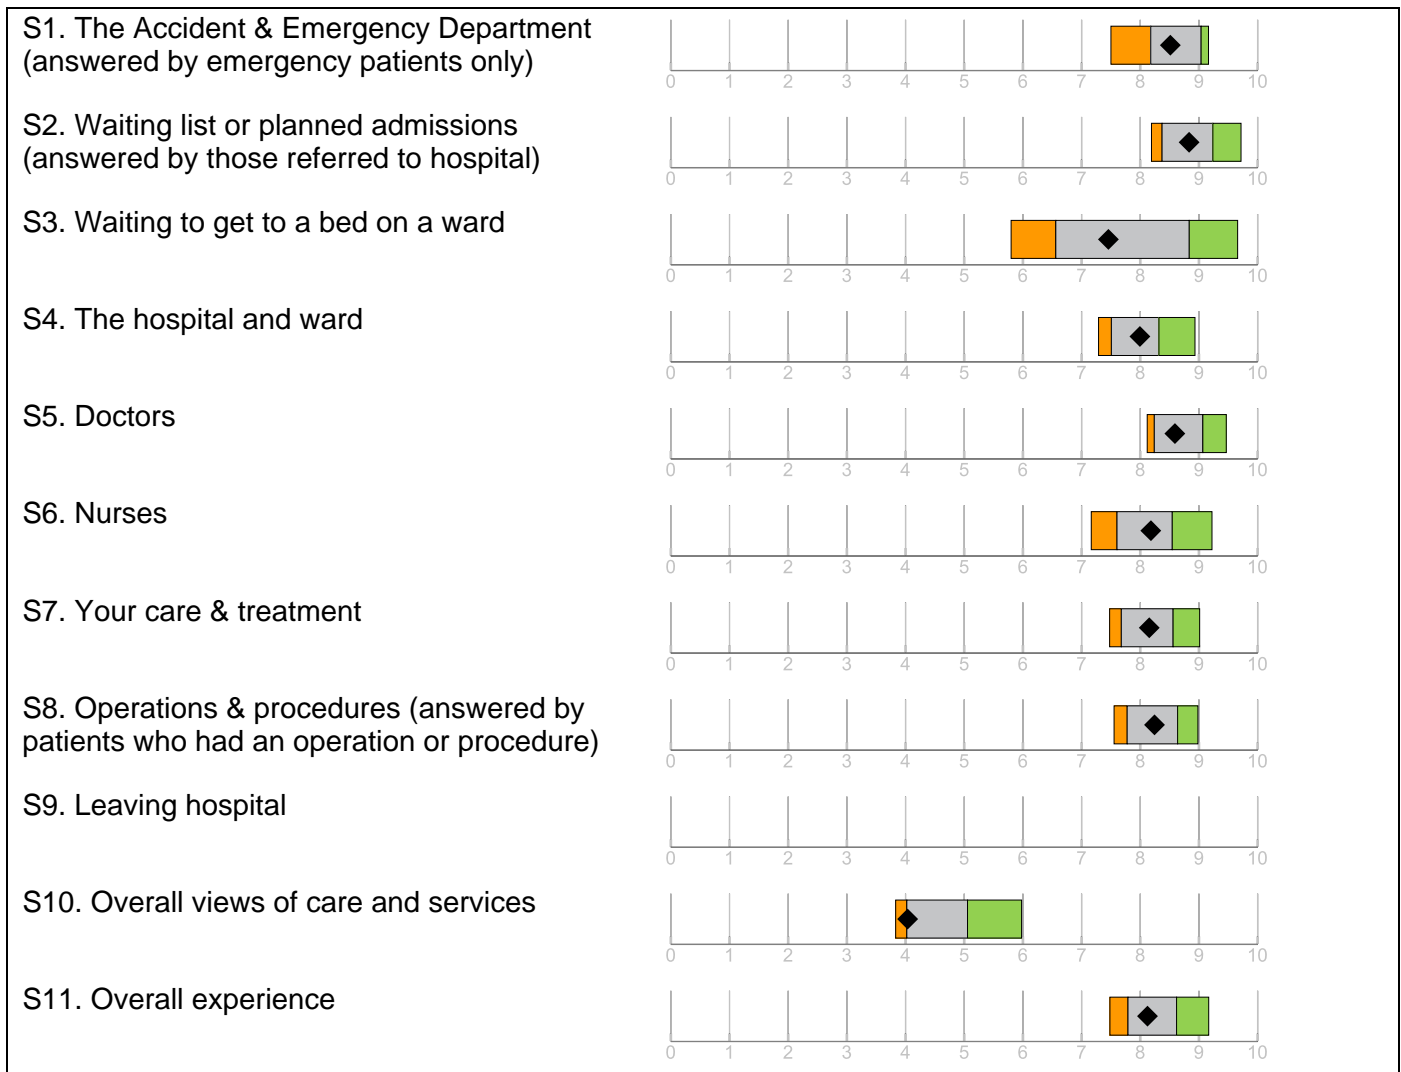 S1. The Accident & Emergency Department
(answered by emergency patients only)
0 1 2 3 4 5 6 7 8 9 10
S2. Waiting list or planned admissions
(answered by those referred to hospital)
0 1 2 3 4 5 6 7 8 9 10
S3. Waiting to get to a bed on a ward
0 1 2 3 4 5 6 7 8 9 10
S4. The hospital and ward
0 1 2 3 4 5 6 7 8 9 10
S5. Doctors
0 1 2 3 4 5 6 7 8 9 10
S6. Nurses
0 1 2 3 4 5 6 7 8 9 10
S7. Your care & treatment
0 1 2 3 4 5 6 7 8 9 10
S8. Operations & procedures (answered by
patients who had an operation or procedure)
0 1 2 3 4 5 6 7 8 9 10
S9. Leaving hospital
0 1 2 3 4 5 6 7 8 9 10
S10. Overall views of care and services
0 1 2 3 4 5 6 7 8 9 10
S11. Overall experience
0 1 2 3 4 5 6 7 8 9 10